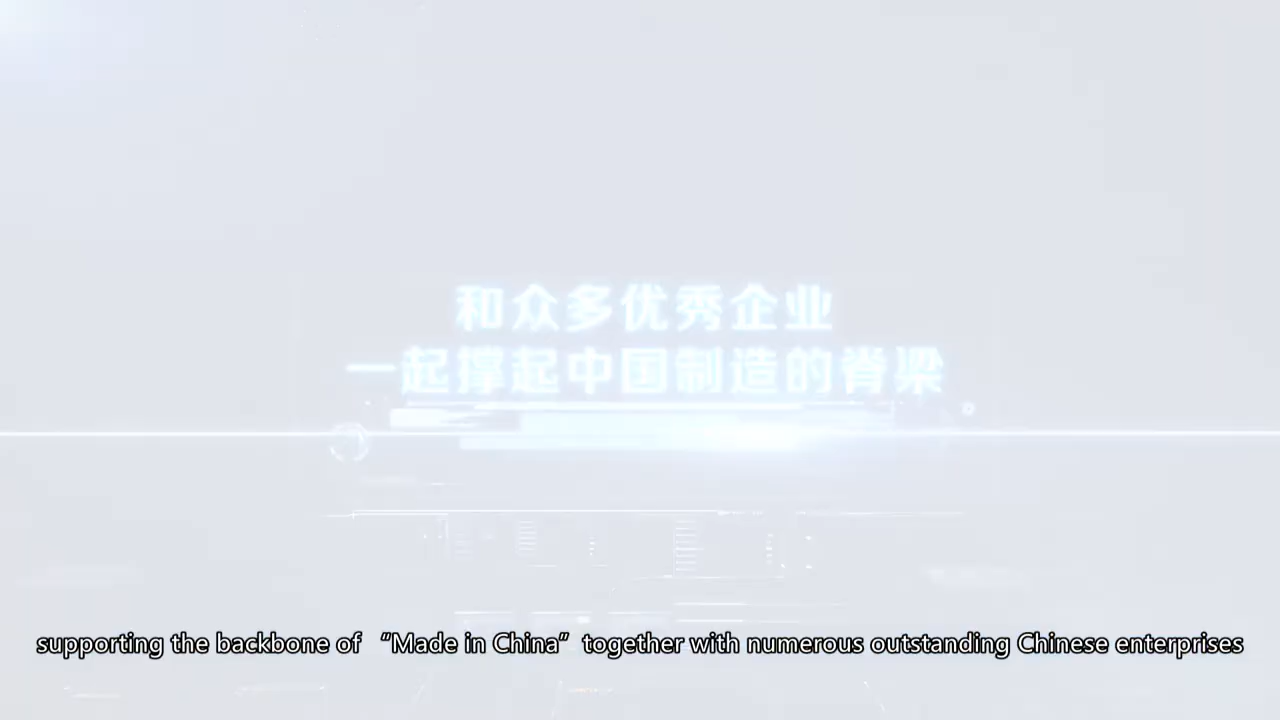 和众多优秀企业
一起撑起中国制造的脊梁
supporting the backbone of “Made in China” together with numerous outstanding Chinese enterprises